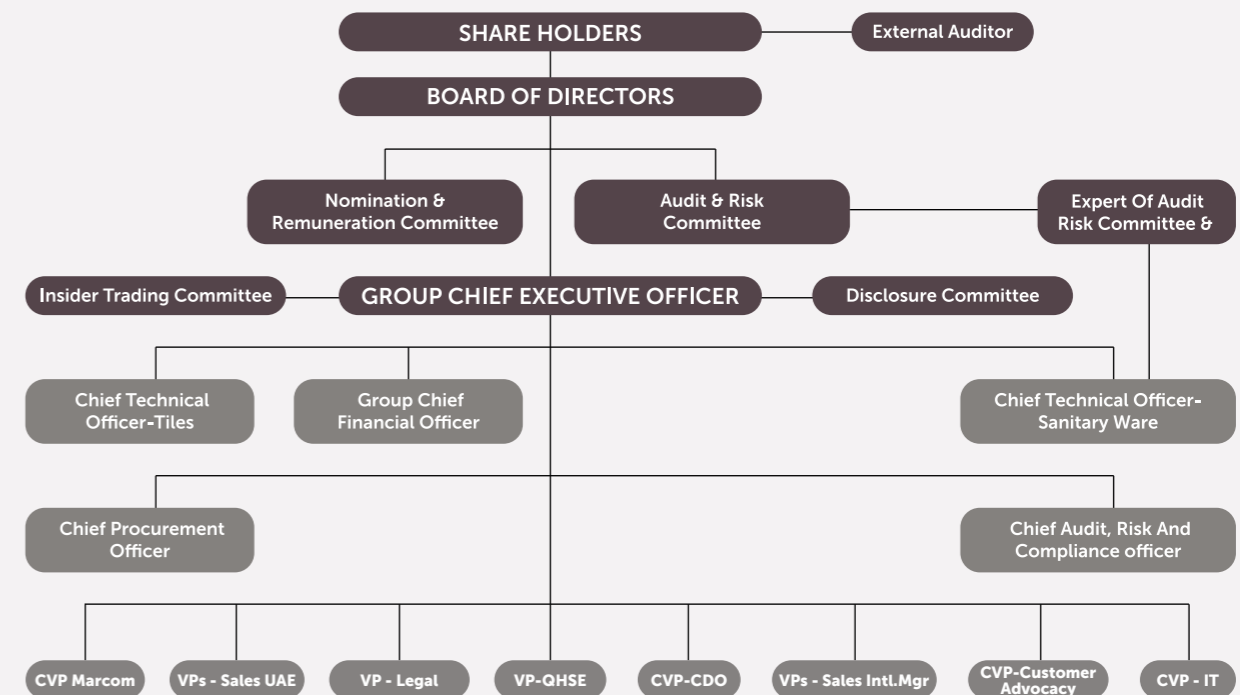 SHARE HOLDERS
External Auditor
BOARD OF DIRECTORS
Nomination &
Remuneration Committee
Audit & Risk
Committee
Expert Of Audit
Risk Committee &
Insider Trading Committee
GROUP CHIEF EXECUTIVE OFFICER
Disclosure Committee
Chief Technical
Officer-Tiles
Group Chief
Financial Officer
Chief Technical Officer-
Sanitary Ware
Chief Procurement
Officer
Chief Audit, Risk And
Compliance officer
CVP Marcom
VPs - Sales UAE
VP - Legal
VP-QHSE
CVP-CDO
VPs - Sales Intl.Mgr
CVP-Customer
Advocacy
CVP - IT